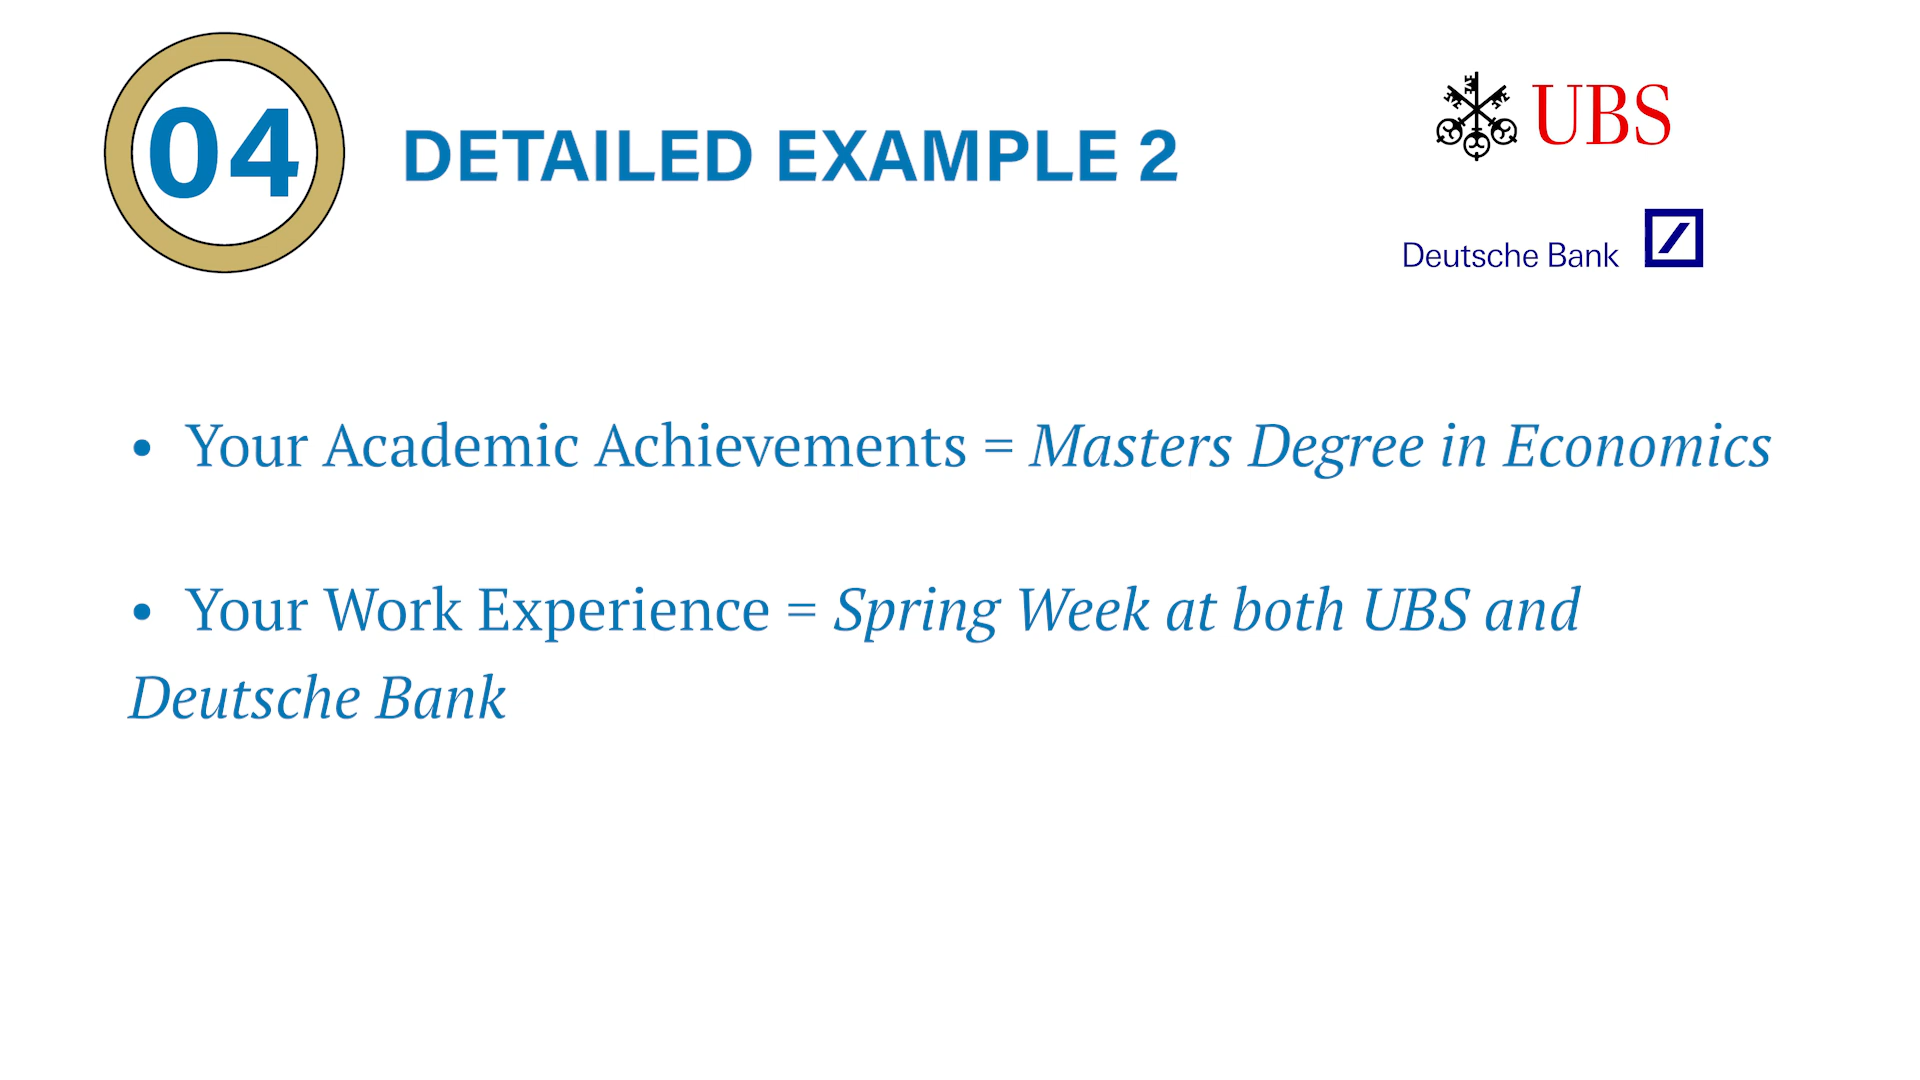 04
DETAILED EXAMPLE 2
UBS
Deutsche Bank
• Your Academic Achievements = Masters Degree in Economics
• Your Work Experience = Spring Week at both UBS and
Deutsche Bank